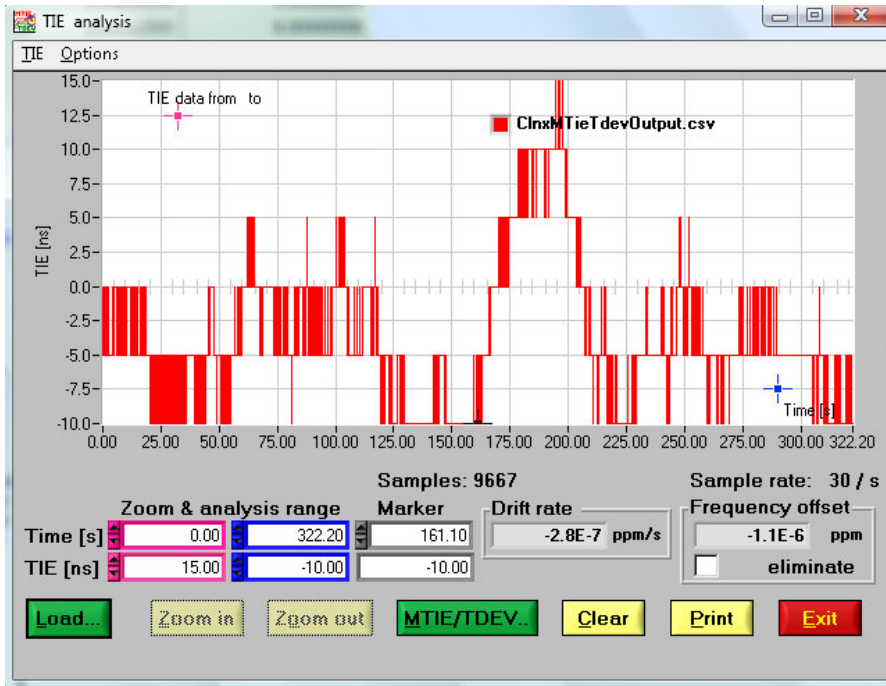 TIE analysis
TIE Options
15.0
TIE data from to
12.5
ClnxMTieTdevOutput.csv
10.0
7.5
5.0
2.5
TIE [ns]
0.0
-2.5
-5.0
-7.5
Time [s]
-10.0
0.00 25.00 50.00 75.00 100.00 125.00 150.00 175.00 200.00 225.00 250.00 275.00 300.00 322.20
Samples: 9667 Sample rate: 30 / s
Zoom & analysis range Marker Drift rate Frequency offset
Time [s] 0.00 322.20 161.10 -2.8E-7 ppm/s -1.1E-6 ppm
TIE [ns] 15.00 -10.00 -10.00 eliminate
Load... Zoom in Zoom out MTIE/TDEV.. Clear Print Exit